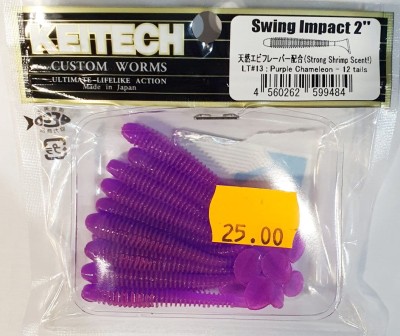 KEITECH
CUSTOM WORMS
ULTIMATE-LIFELIKE ACTION
Made in Japan
Swing Impact 2"
天然エビフレーバー配合(Strong Shrimp Scent!)
LT#13 : Purple Chameleon - 12 tails
4 560262 599484
25.00